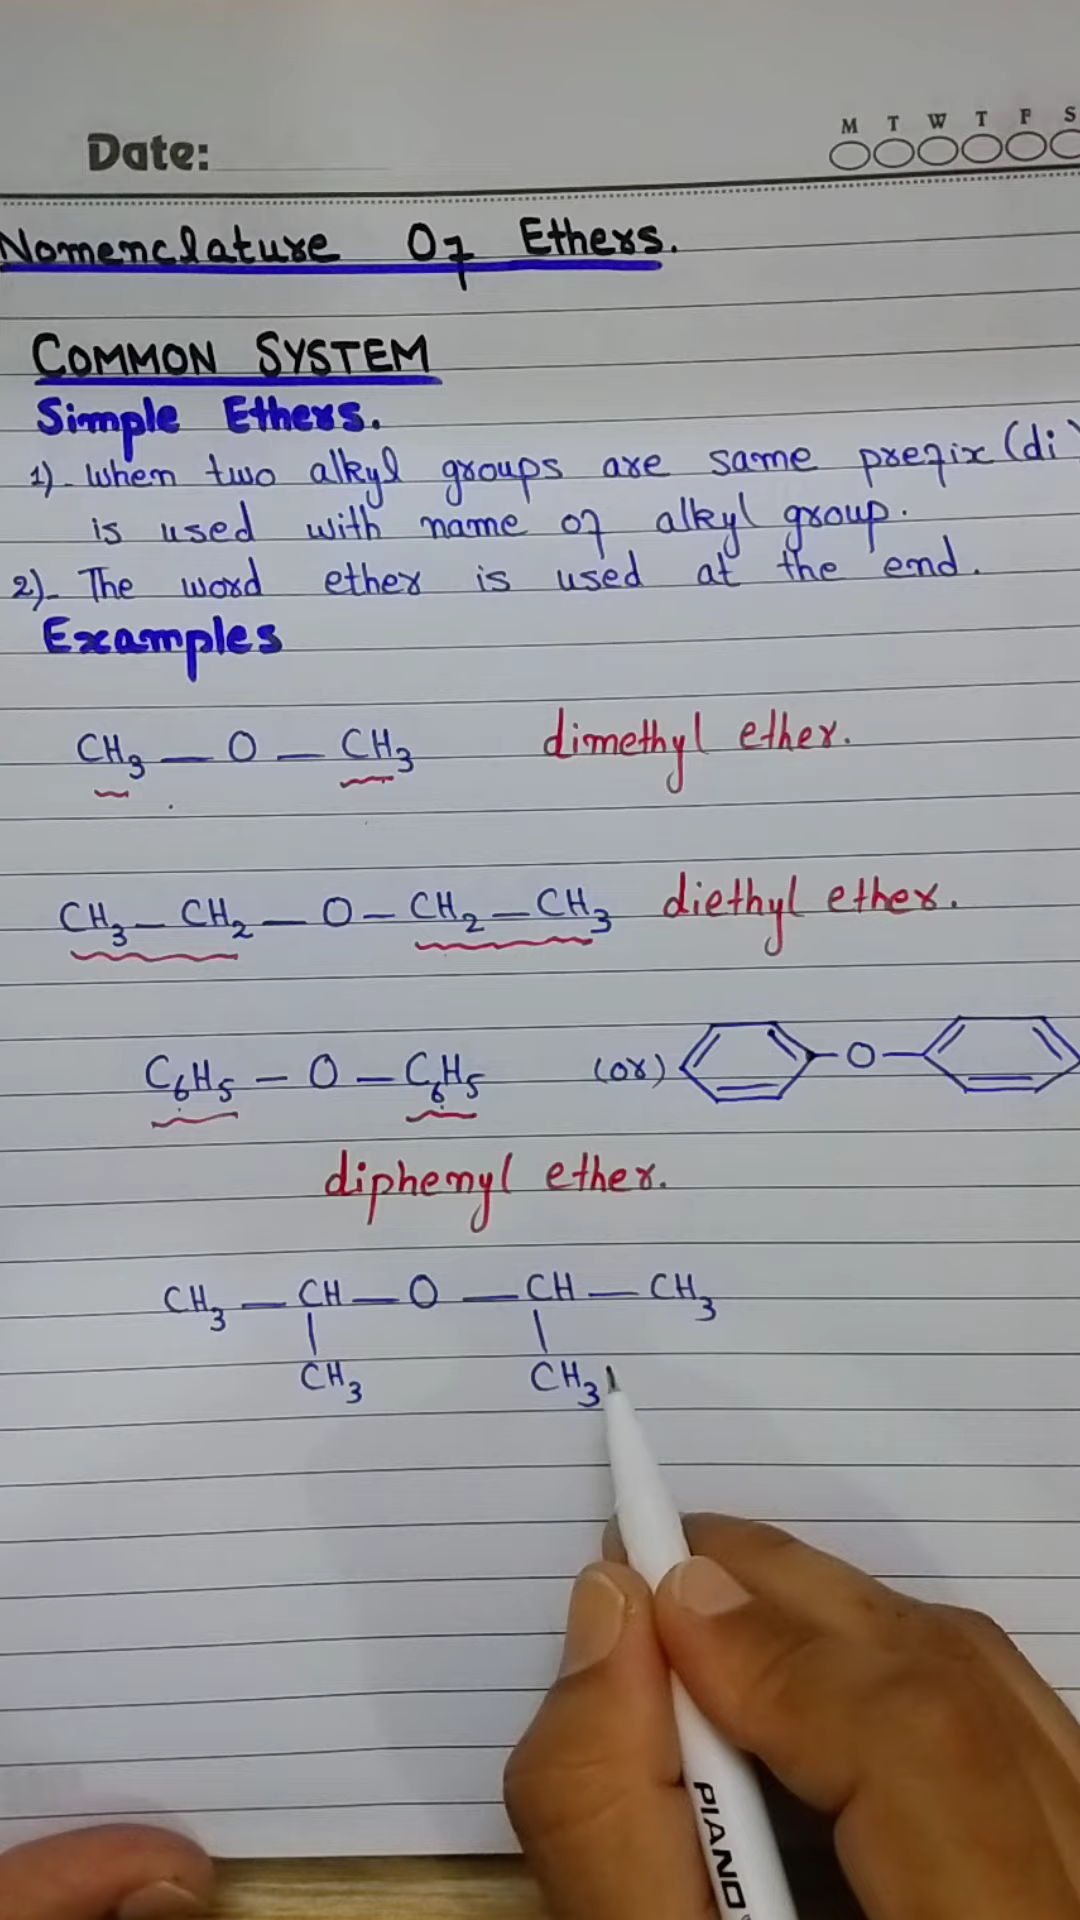 M T W T F S
Date:
Nomenclature Of Ethers.
COMMON SYSTEM
Simple Ethers.
1)- When two alkyl groups are same prefix (di)
is used with name of alkyl group.
2)- The word ether is used at the end.
Examples
CH₃ — O — CH₃ dimethyl ether.
CH₃ — CH₂ — O — CH₂ — CH₃ diethyl ether.
C₆H₅ — O — C₆H₅ (or) — O —
diphenyl ether.
CH₃ — CH — O — CH — CH₃
CH₃ CH₃
PIANO